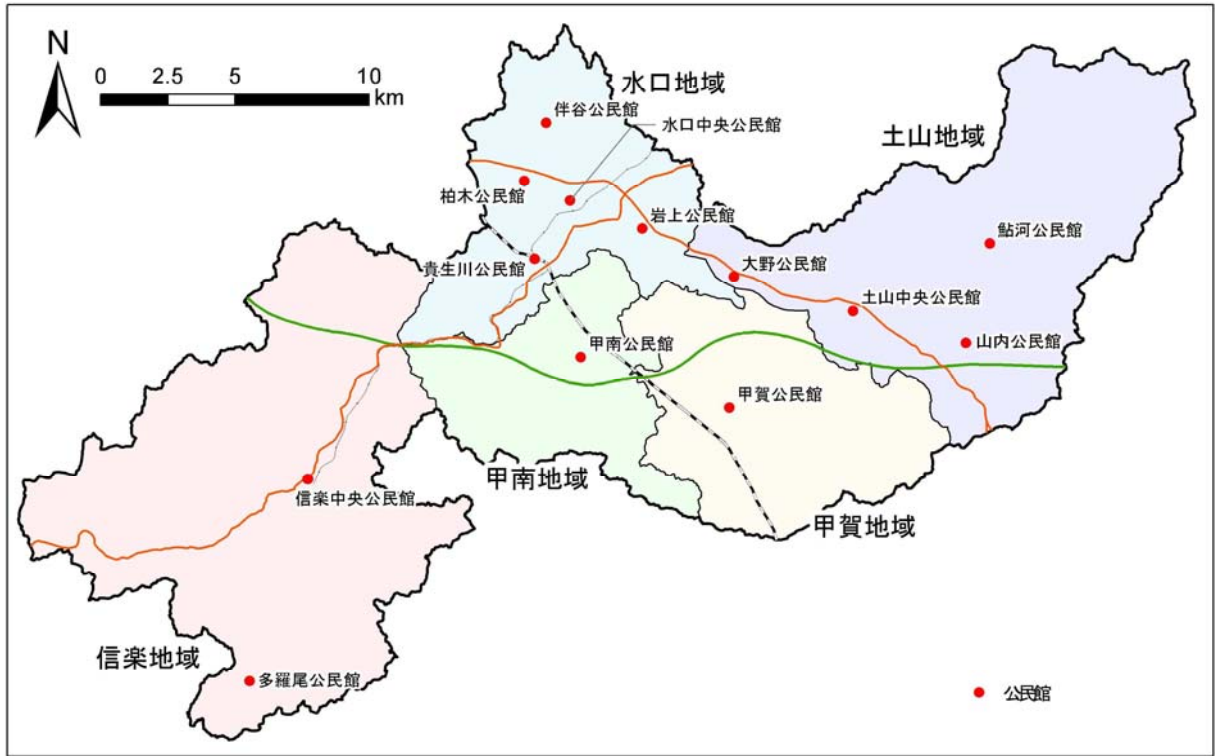 N
0 2.5 5 10
km
水口地域
伴谷公民館
水口中央公民館
土山地域
柏木公民館
岩上公民館
鮎河公民館
貴生川公民館
大野公民館
土山中央公民館
甲南公民館
山内公民館
甲賀公民館
甲南地域
信楽中央公民館
甲賀地域
信楽地域
多羅尾公民館
公民館